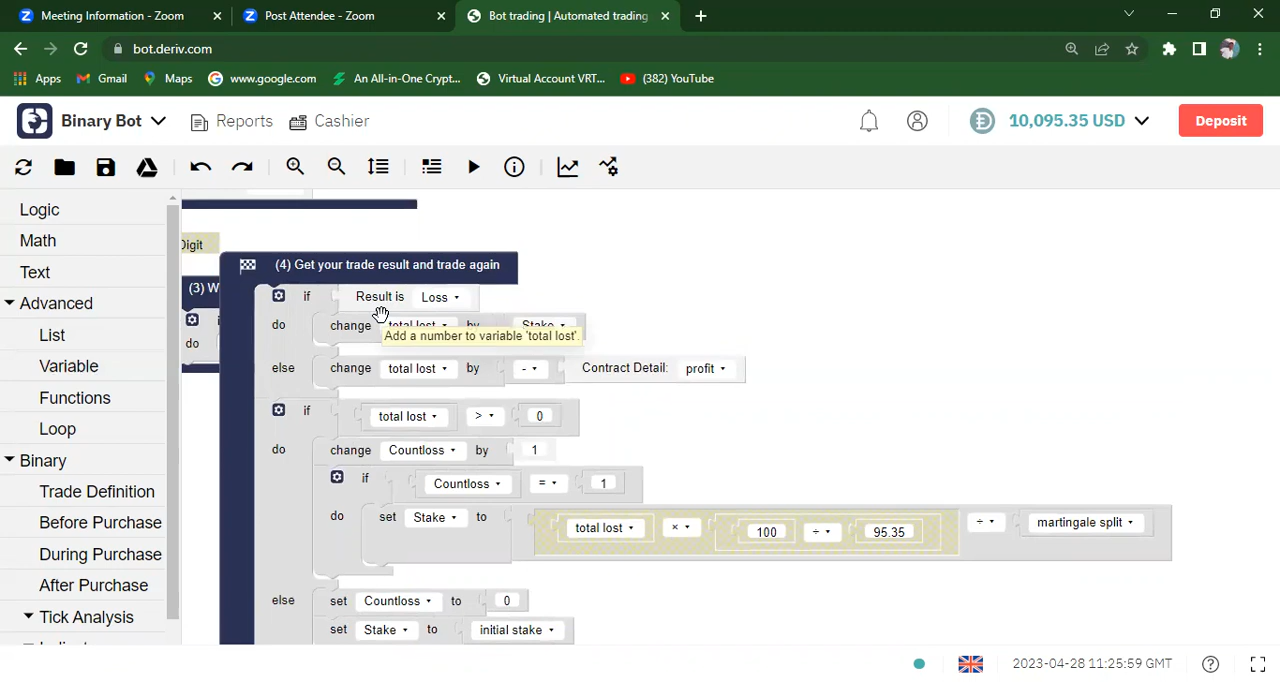 Meeting Information - Zoom
Post Attendee - Zoom
Bot trading | Automated trading
bot.deriv.com
Apps
Gmail
Maps
www.google.com
An All-in-One Crypt...
Virtual Account VRT...
(382) YouTube
Binary Bot
Reports
Cashier
10,095.35 USD
Deposit
Logic
Math
Text
Advanced
List
Variable
Functions
Loop
Binary
Trade Definition
Before Purchase
During Purchase
After Purchase
Tick Analysis
Digit
(3) W
do
(4) Get your trade result and trade again
if Result is Loss
do change total lost by Stake
Add a number to variable 'total lost'.
else change total lost by - Contract Detail: profit
if total lost > 0
do change Countloss by 1
if Countloss = 1
do set Stake to total lost × 100 ÷ 95.35 ÷ martingale split
else set Countloss to 0
set Stake to initial stake
2023-04-28 11:25:59 GMT